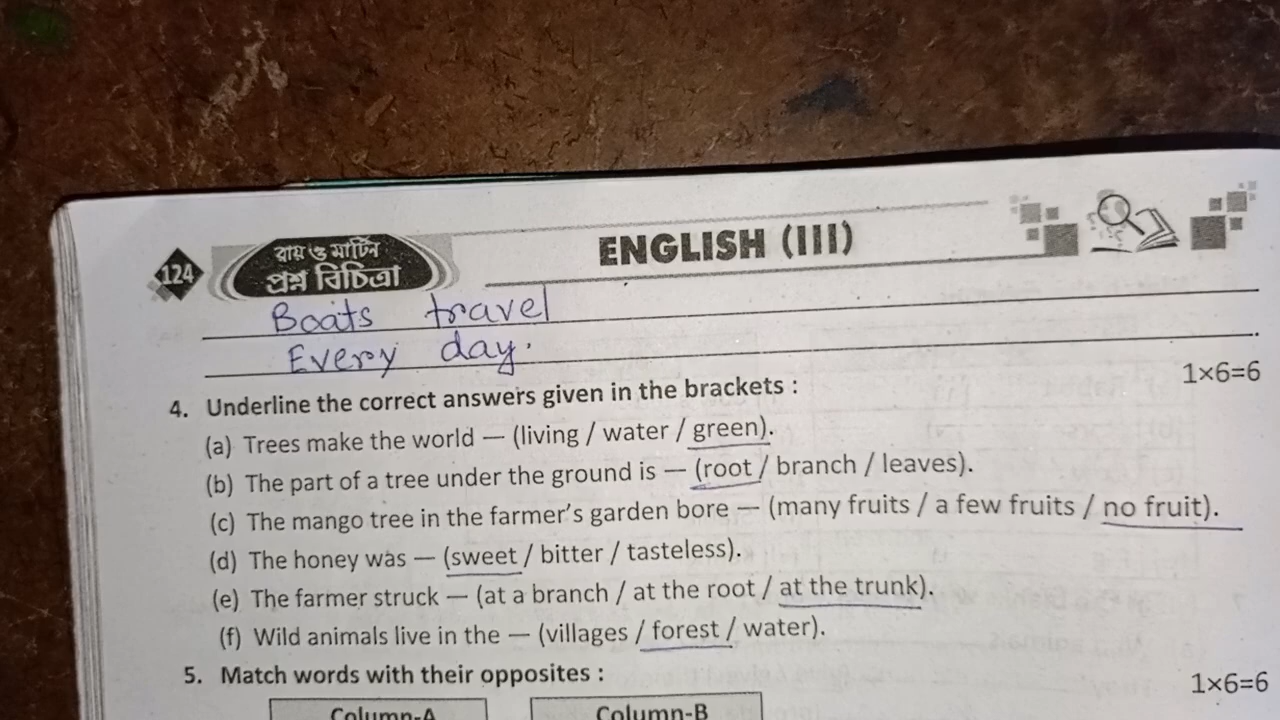 124
রায় ও মার্টিন
প্রশ্ন বিচিত্রা
ENGLISH (III)
Boats travel
Every day.
4. Underline the correct answers given in the brackets : 1×6=6
(a) Trees make the world — (living / water / green).
(b) The part of a tree under the ground is — (root / branch / leaves).
(c) The mango tree in the farmer's garden bore — (many fruits / a few fruits / no fruit).
(d) The honey was — (sweet / bitter / tasteless).
(e) The farmer struck — (at a branch / at the root / at the trunk).
(f) Wild animals live in the — (villages / forest / water).
5. Match words with their opposites : 1×6=6
Column-A Column-B